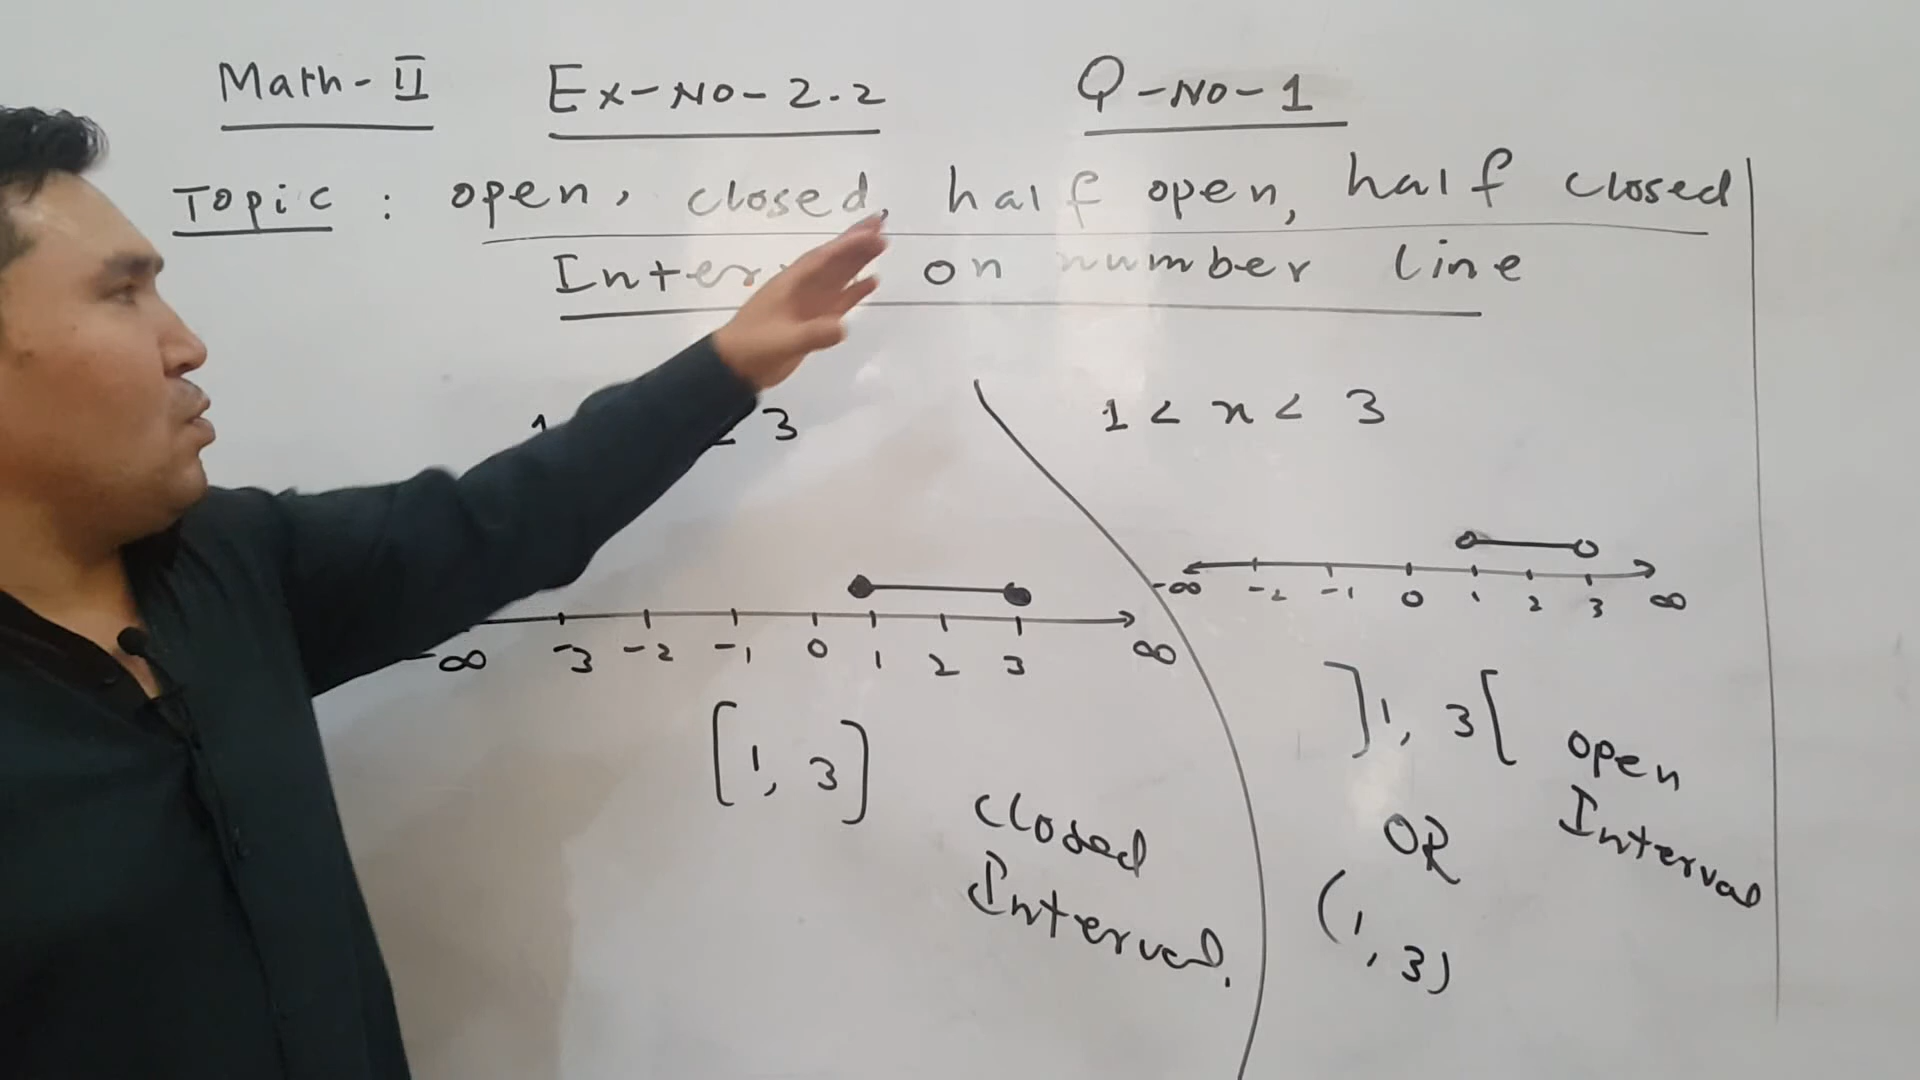 Math-II Ex-No-2.2 Q-No-1
Topic : open, closed, half open, half closed
on number line
3
1 < n < 3
-∞ -3 -2 -1 0 1 2 3 ∞
-∞ -2 -1 0 1 2 3 ∞
[1, 3]
closed
Interval.
]1, 3[
OR
(1, 3)
open
Interval